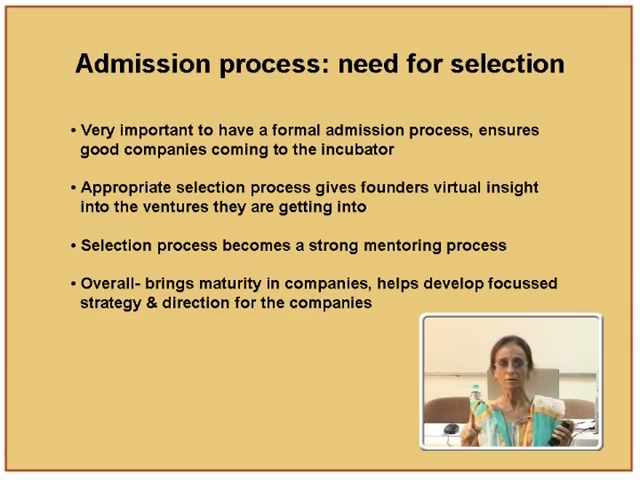 Admission process: need for selection
• Very important to have a formal admission process, ensures
good companies coming to the incubator
• Appropriate selection process gives founders virtual insight
into the ventures they are getting into
• Selection process becomes a strong mentoring process
• Overall- brings maturity in companies, helps develop focussed
strategy & direction for the companies